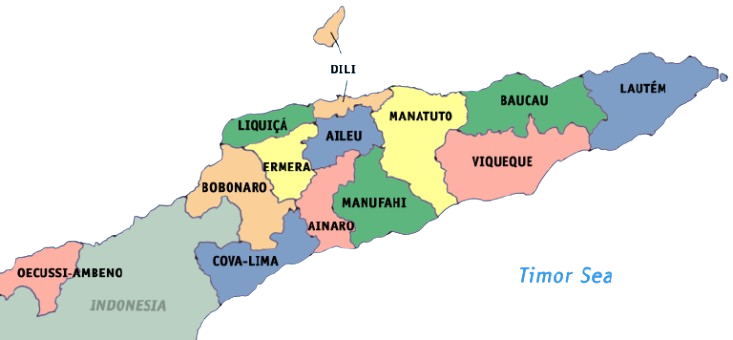 DILI
LAUTÉM
BAUCAU
MANATUTO
LIQUIÇÁ
AILEU
VIQUEQUE
ERMERA
BOBONARO
MANUFAHI
AINARO
COVA-LIMA
OECUSSI-AMBENO
Timor Sea
INDONESIA